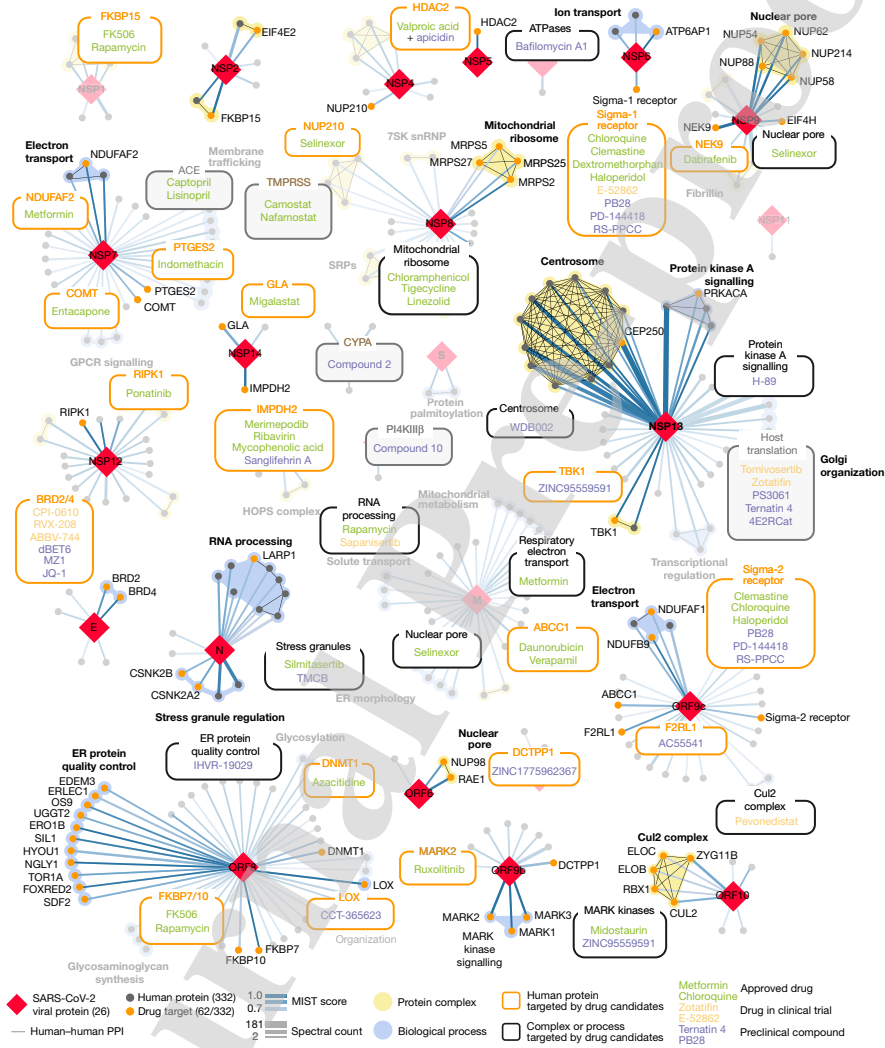 FKBP15
FK506
Rapamycin
NSP1
EIF4E2
NSP2
FKBP15
HDAC2
Valproic acid
+ apicidin
NSP4
NUP210
HDAC2
NSP5
ATPases
Bafilomycin A1
Ion transport
ATP6AP1
NSP6
Sigma-1 receptor
Nuclear pore
NUP54
NUP62
NUP214
NUP88
NUP58
NSP9
NEK9
EIF4H
NEK9
Dabrafenib
Nuclear pore
Selinexor
Fibrillin
Sigma-1
receptor
Chloroquine
Clemastine
Dextromethorphan
Haloperidol
E-52862
PB28
PD-144418
RS-PPCC
NSP11
Electron
transport
NDUFAF2
NDUFAF2
Metformin
Membrane
trafficking
ACE
Captopril
Lisinopril
NSP7
PTGES2
Indomethacin
PTGES2
COMT
COMT
Entacapone
GPCR signalling
NUP210
Selinexor
TMPRSS
Camostat
Nafamostat
7SK snRNP
Mitochondrial
ribosome
MRPS5
MRPS27
MRPS25
MRPS2
NSP8
SRPs
Mitochondrial
ribosome
Chloramphenicol
Tigecycline
Linezolid
GLA
Migalastat
GLA
NSP14
IMPDH2
IMPDH2
Merimepodib
Ribavirin
Mycophenolic acid
Sanglifehrin A
CYPA
Compound 2
S
Protein
palmitoylation
PI4KIIIβ
Compound 10
Centrosome
CEP250
Centrosome
WDB002
Protein kinase A
signalling
PRKACA
Protein
kinase A
signalling
H-89
NSP13
TBK1
ZINC95559591
TBK1
Host
translation
Tomivosertib
Zotatifin
PS3061
Ternatin 4
4E2RCat
Golgi
organization
Transcriptional
regulation
RIPK1
Ponatinib
RIPK1
NSP12
BRD2/4
CPI-0610
RVX-208
ABBV-744
dBET6
MZ1
JQ-1
HOPS complex
BRD2
BRD4
E
RNA
processing
Rapamycin
Sapanisertib
Solute transport
Mitochondrial
metabolism
Respiratory
electron
transport
Metformin
M
Nuclear pore
Selinexor
ABCC1
Daunorubicin
Verapamil
ER morphology
RNA processing
LARP1
N
CSNK2B
CSNK2A2
Stress granules
Silmitasertib
TMCB
Stress granule regulation
Electron
transport
NDUFAF1
NDUFB9
ABCC1
F2RL1
ORF9c
Sigma-2 receptor
F2RL1
AC55541
Sigma-2
receptor
Clemastine
Chloroquine
Haloperidol
PB28
PD-144418
RS-PPCC
ER protein
quality control
EDEM3
ERLEC1
OS9
UGGT2
ERO1B
SIL1
HYOU1
NGLY1
TOR1A
FOXRED2
SDF2
ER protein
quality control
IHVR-19029
Glycosylation
DNMT1
Azacitidine
DNMT1
ORF8
LOX
LOX
CCT-365623
Organization
FKBP7/10
FK506
Rapamycin
FKBP7
FKBP10
Glycosaminoglycan
synthesis
Nuclear
pore
NUP98
RAE1
ORF6
DCTPP1
ZINC1775962367
MARK2
Ruxolitinib
ORF9b
DCTPP1
MARK2
MARK3
MARK1
MARK
kinase
signalling
MARK kinases
Midostaurin
ZINC95559591
Cul2
complex
Pevonedistat
Cul2 complex
ELOC
ZYG11B
ELOB
RBX1
CUL2
ORF10
SARS-CoV-2
viral protein (26)
Human–human PPI
Human protein (332)
Drug target (62/332)
1.0
0.7
MIST score
181
2
Spectral count
Protein complex
Biological process
Human protein
targeted by drug candidates
Complex or process
targeted by drug candidates
Metformin
Chloroquine
Approved drug
Zotatifin
E-52862
Drug in clinical trial
Ternatin 4
PB28
Preclinical compound